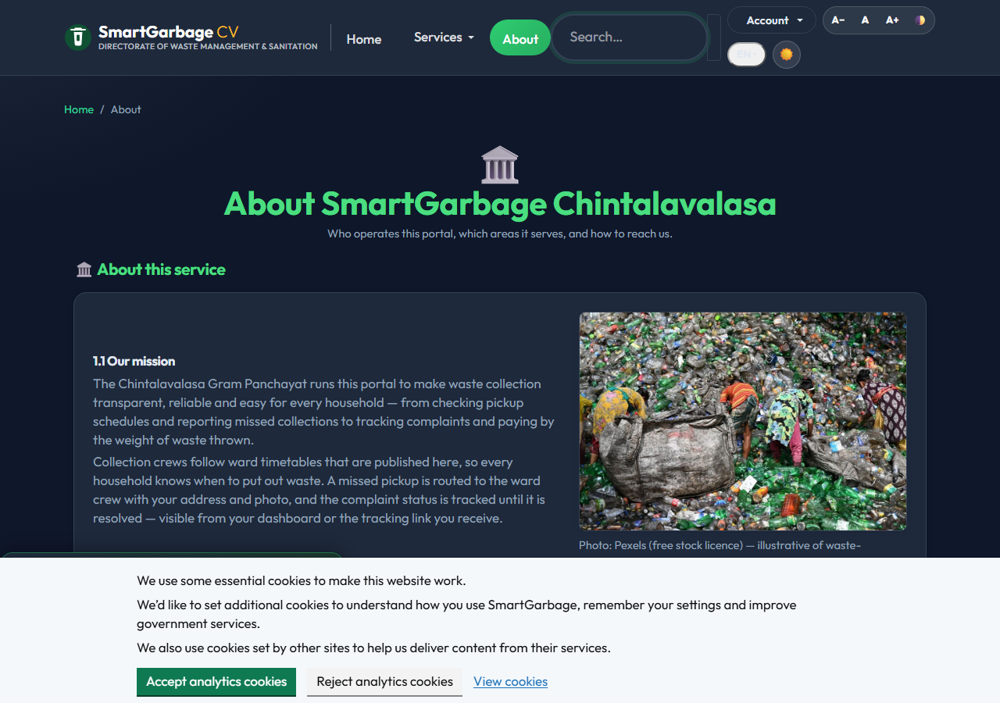 SmartGarbage CV
DIRECTORATE OF WASTE MANAGEMENT & SANITATION
Home
Services
About
Search...
Account
A−
A
A+
EN
Home / About
About SmartGarbage Chintalavalasa
Who operates this portal, which areas it serves, and how to reach us.
About this service
1.1 Our mission
The Chintalavalasa Gram Panchayat runs this portal to make waste collection
transparent, reliable and easy for every household — from checking pickup
schedules and reporting missed collections to tracking complaints and paying by
the weight of waste thrown.
Collection crews follow ward timetables that are published here, so every
household knows when to put out waste. A missed pickup is routed to the ward
crew with your address and photo, and the complaint status is tracked until it is
resolved — visible from your dashboard or the tracking link you receive.
Photo: Pexels (free stock licence) — illustrative of waste-
We use some essential cookies to make this website work.
We’d like to set additional cookies to understand how you use SmartGarbage, remember your settings and improve
government services.
We also use cookies set by other sites to help us deliver content from their services.
Accept analytics cookies
Reject analytics cookies
View cookies